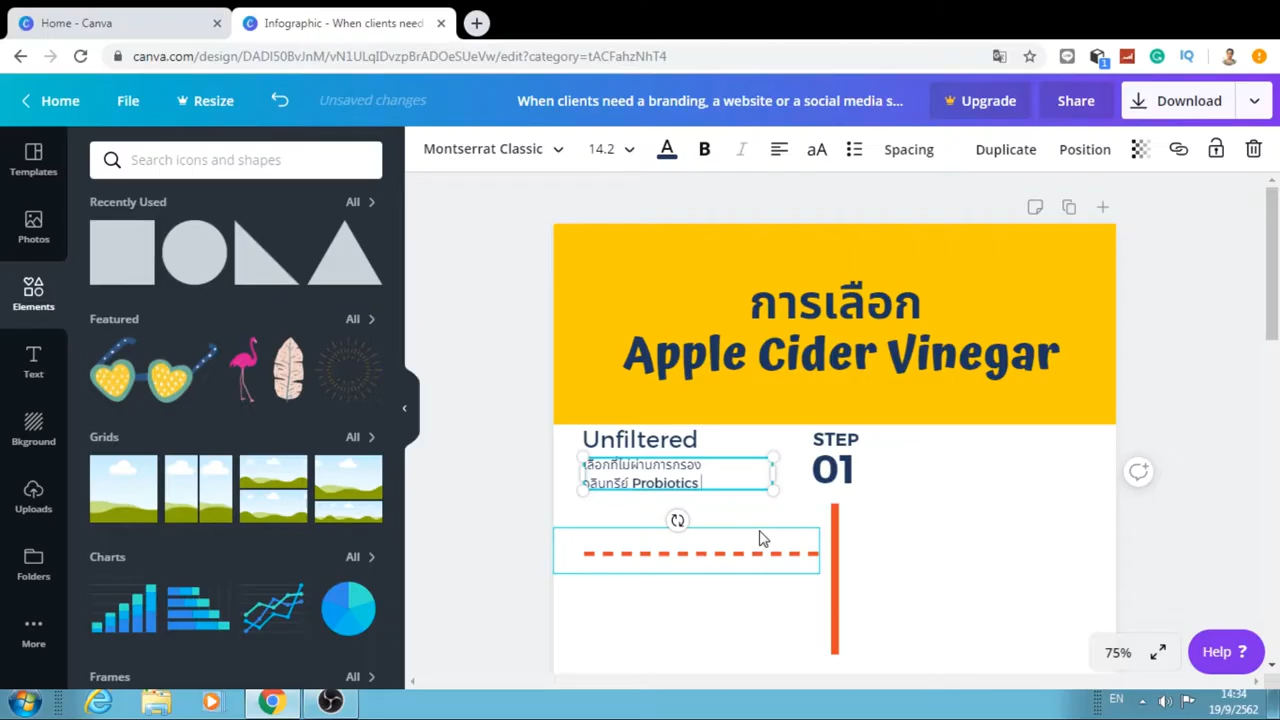 Home - Canva
Infographic - When clients need
canva.com/design/DADI50BvJnM/vN1ULqIDvzpBrADOeSUeVw/edit?category=tACFahzNhT4
1
IQ
Home
File
Resize
Unsaved changes
When clients need a branding, a website or a social media s...
Upgrade
Share
Download
Templates
Photos
Elements
Text
Bkground
Uploads
Folders
More
Search icons and shapes
Recently Used
All
Featured
All
Grids
All
Charts
All
Frames
All
Montserrat Classic
14.2
A
B
I
aA
Spacing
Duplicate
Position
การเลือก
Apple Cider Vinegar
Unfiltered
เลือกที่ไม่ผ่านการกรอง
จุลินทรีย์ Probiotics
STEP
01
75%
Help ?
EN
14:34
19/9/2562